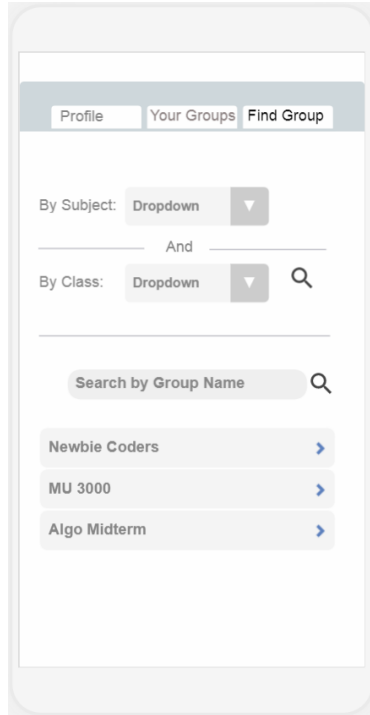 Profile Your Groups Find Group
By Subject: Dropdown
And
By Class: Dropdown
Search by Group Name
Newbie Coders
MU 3000
Algo Midterm